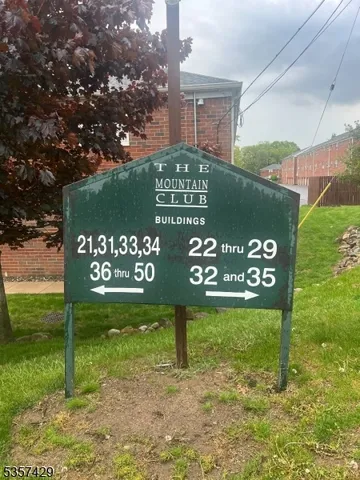 THE
MOUNTAIN
CLUB
BUILDINGS
21,31,33,34
36 thru 50
22 thru 29
32 and 35
5357429